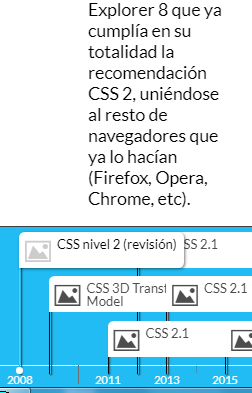 Explorer 8 que ya
cumplía en su
totalidad la
recomendación
CSS 2, uniéndose
al resto de
navegadores que
ya lo hacían
(Firefox, Opera,
Chrome, etc).
CSS nivel 2 (revisión)
SS 2.1
CSS 3D Transf
Model
CSS 2.1
CSS 2.1
2008
2011
2013
2015